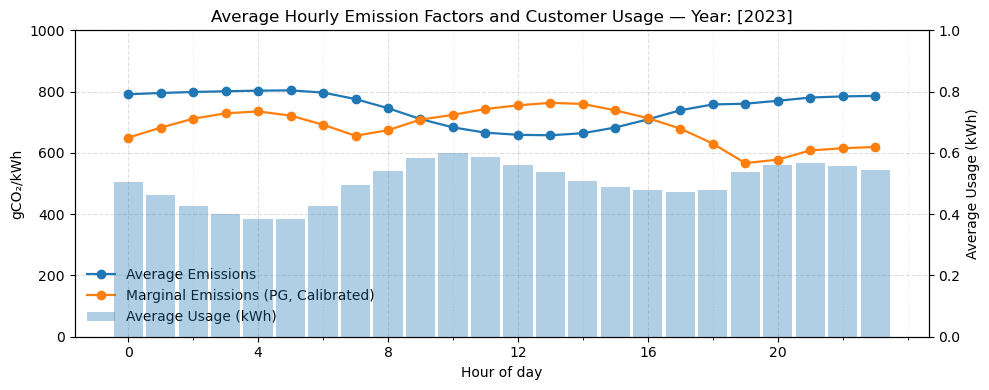 Average Hourly Emission Factors and Customer Usage — Year: [2023]
gCO₂/kWh
1000
800
600
400
200
0
Average Emissions
Marginal Emissions (PG, Calibrated)
Average Usage (kWh)
1.0
0.8
0.6
0.4
0.2
0.0
Average Usage (kWh)
0 4 8 12 16 20
Hour of day